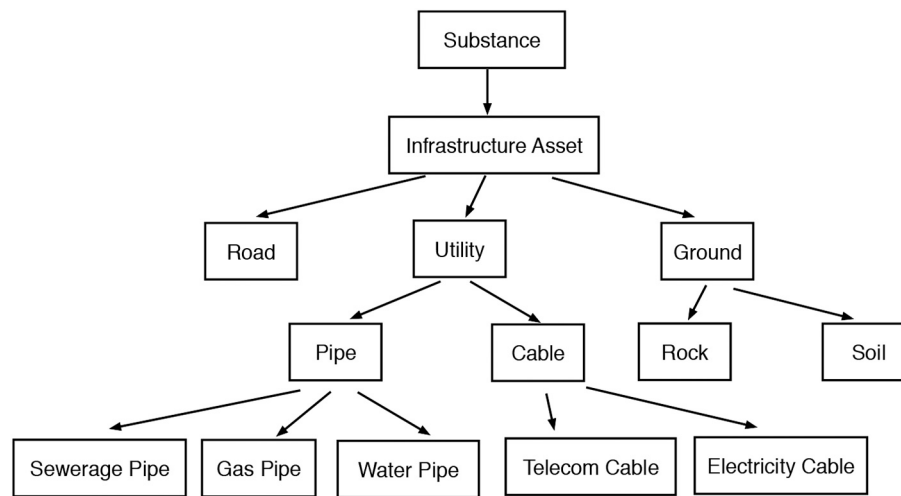 Substance
Infrastructure Asset
Road
Utility
Ground
Pipe
Cable
Rock
Soil
Sewerage Pipe
Gas Pipe
Water Pipe
Telecom Cable
Electricity Cable